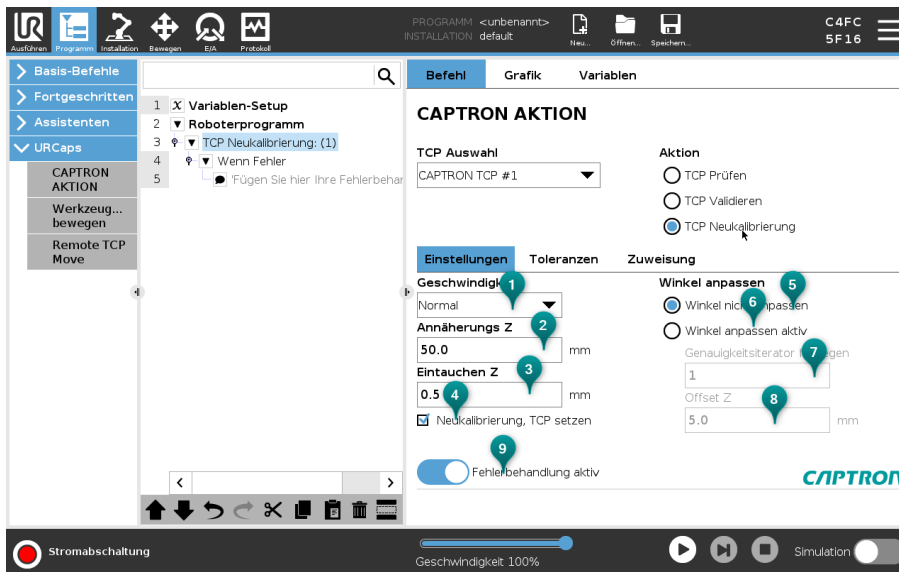 PROGRAMM <unbenannt>
INSTALLATION default
C4FC
5F16
Ausführen Programm Installation Bewegen E/A Protokoll
Neu... Öffnen... Speichern...
Basis-Befehle
Fortgeschritten
Assistenten
URCaps
CAPTRON
AKTION
Werkzeug...
bewegen
Remote TCP
Move
1 X Variablen-Setup
2 Roboterprogramm
3 TCP Neukalibrierung: (1)
4 Wenn Fehler
5 'Fügen Sie hier Ihre Fehlerbehar
Befehl Grafik Variablen
CAPTRON AKTION
TCP Auswahl
CAPTRON TCP #1
Aktion
TCP Prüfen
TCP Validieren
TCP Neukalibrierung
Einstellungen Toleranzen Zuweisung
1
Normal
Annäherungs Z
2
50.0 mm
Eintauchen Z
3
0.5 mm
4
Neukalibrierung, TCP setzen
9
Fehlerbehandlung aktiv
Winkel anpassen
5
Winkel anpassen
6
Winkel anpassen aktiv
7
Genauigkeitsiterator
1
Offset Z
8
5.0 mm
CAPTRON
Stromabschaltung
Geschwindigkeit 100%
Simulation